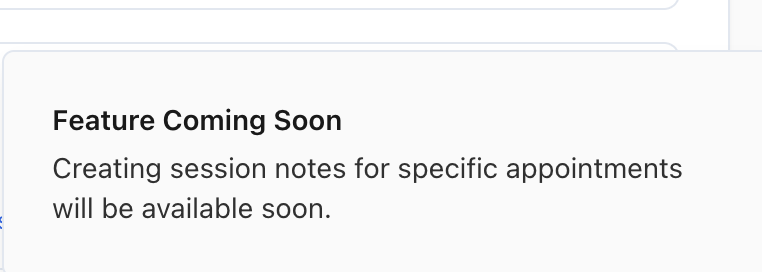 Feature Coming Soon
Creating session notes for specific appointments
will be available soon.